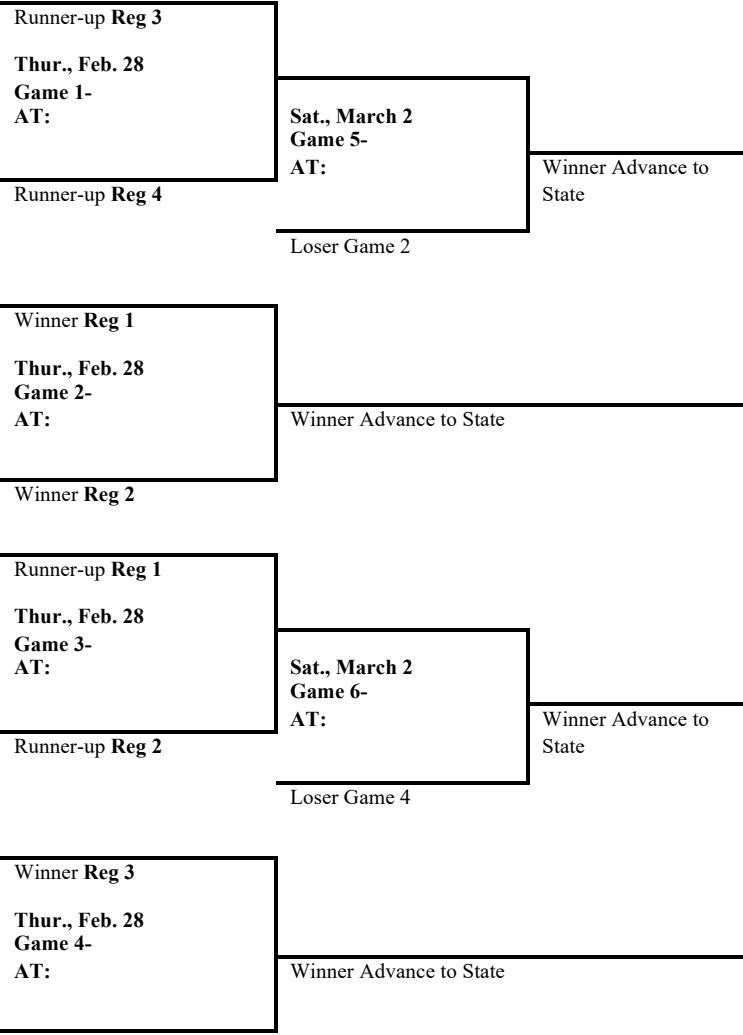 Runner-up Reg 3
Thur., Feb. 28
Game 1-
AT:
Sat., March 2
Game 5-
AT:
Winner Advance to
State
Runner-up Reg 4
Loser Game 2
Winner Reg 1
Thur., Feb. 28
Game 2-
AT:
Winner Advance to State
Winner Reg 2
Runner-up Reg 1
Thur., Feb. 28
Game 3-
AT:
Sat., March 2
Game 6-
AT:
Winner Advance to
State
Runner-up Reg 2
Loser Game 4
Winner Reg 3
Thur., Feb. 28
Game 4-
AT:
Winner Advance to State